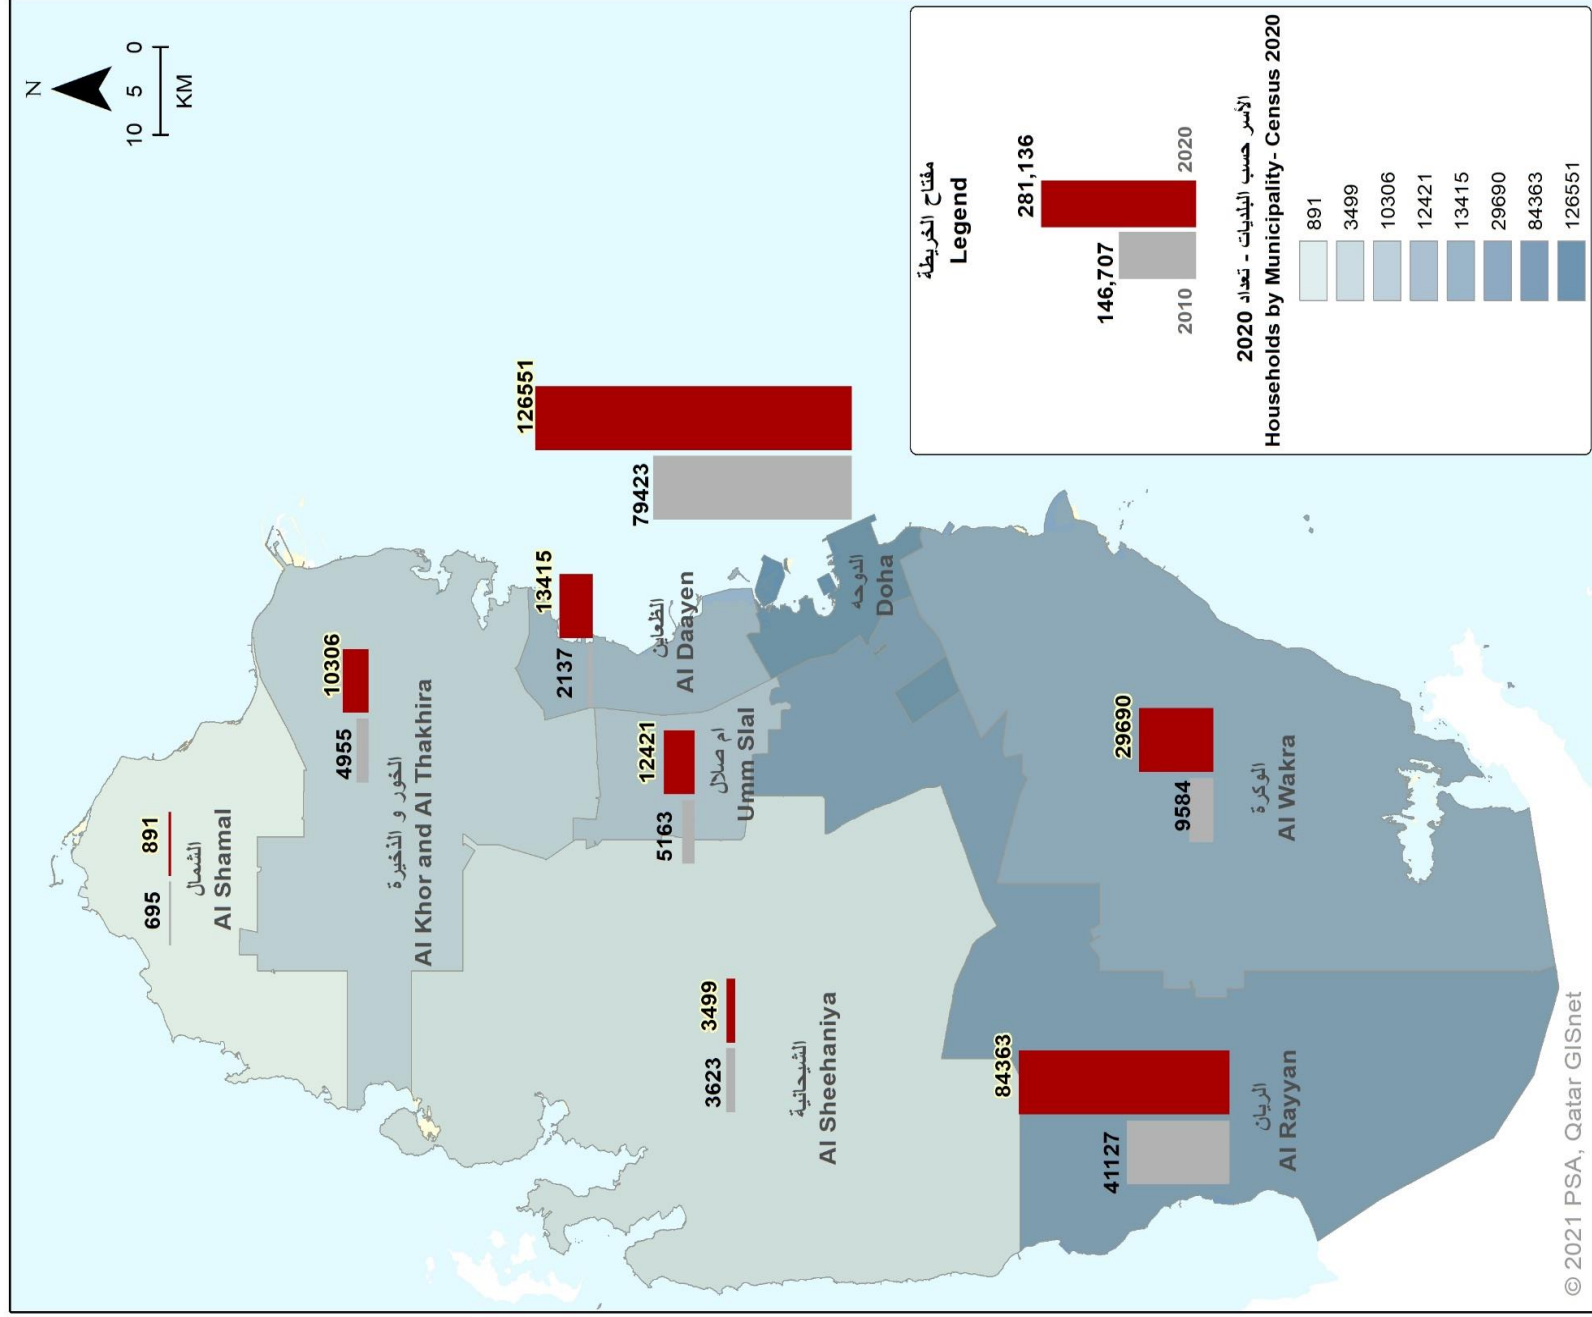 N
10 5 0
KM
695 891
الشمال
Al Shamal
4955 10306
الخور و الذخيرة
Al Khor and Al Thakhira
2137 13415
الظعاين
Al Daayen
5163 12421
ام صلال
Umm Slal
79423 126551
الدوحه
Doha
3623 3499
الشيحانية
Al Sheehaniya
41127 84363
الريان
Al Rayyan
9584 29690
الوكرة
Al Wakra
مفتاح الخريطة
Legend
146,707 281,136
2010 2020
الأسر حسب البلديات - تعداد 2020
Households by Municipality- Census 2020
891
3499
10306
12421
13415
29690
84363
126551
© 2021 PSA, Qatar GISnet